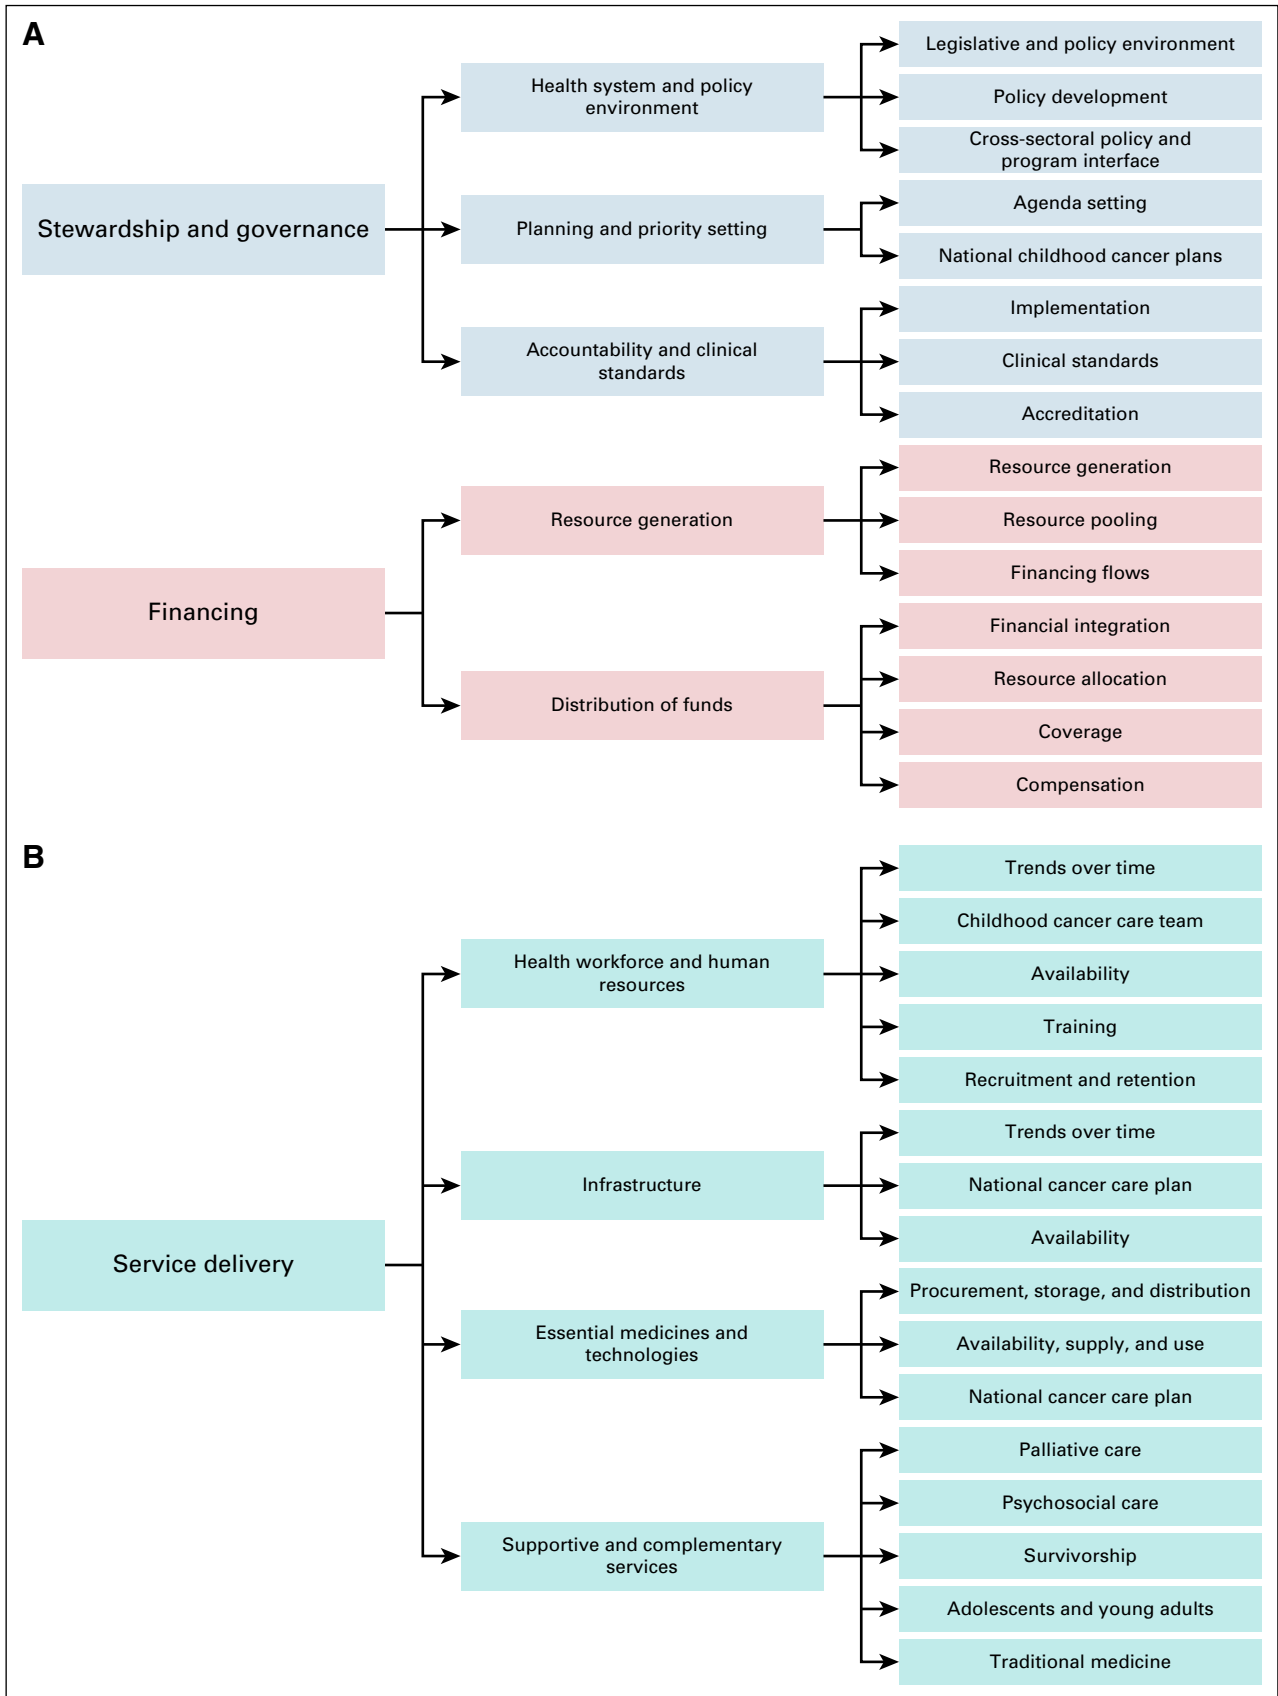 A
Stewardship and governance
Health system and policy
environment
Legislative and policy environment
Policy development
Cross-sectoral policy and
program interface
Planning and priority setting
Agenda setting
National childhood cancer plans
Accountability and clinical
standards
Implementation
Clinical standards
Accreditation
Financing
Resource generation
Resource generation
Resource pooling
Financing flows
Distribution of funds
Financial integration
Resource allocation
Coverage
Compensation
B
Service delivery
Health workforce and human
resources
Trends over time
Childhood cancer care team
Availability
Training
Recruitment and retention
Infrastructure
Trends over time
National cancer care plan
Availability
Essential medicines and
technologies
Procurement, storage, and distribution
Availability, supply, and use
National cancer care plan
Supportive and complementary
services
Palliative care
Psychosocial care
Survivorship
Adolescents and young adults
Traditional medicine